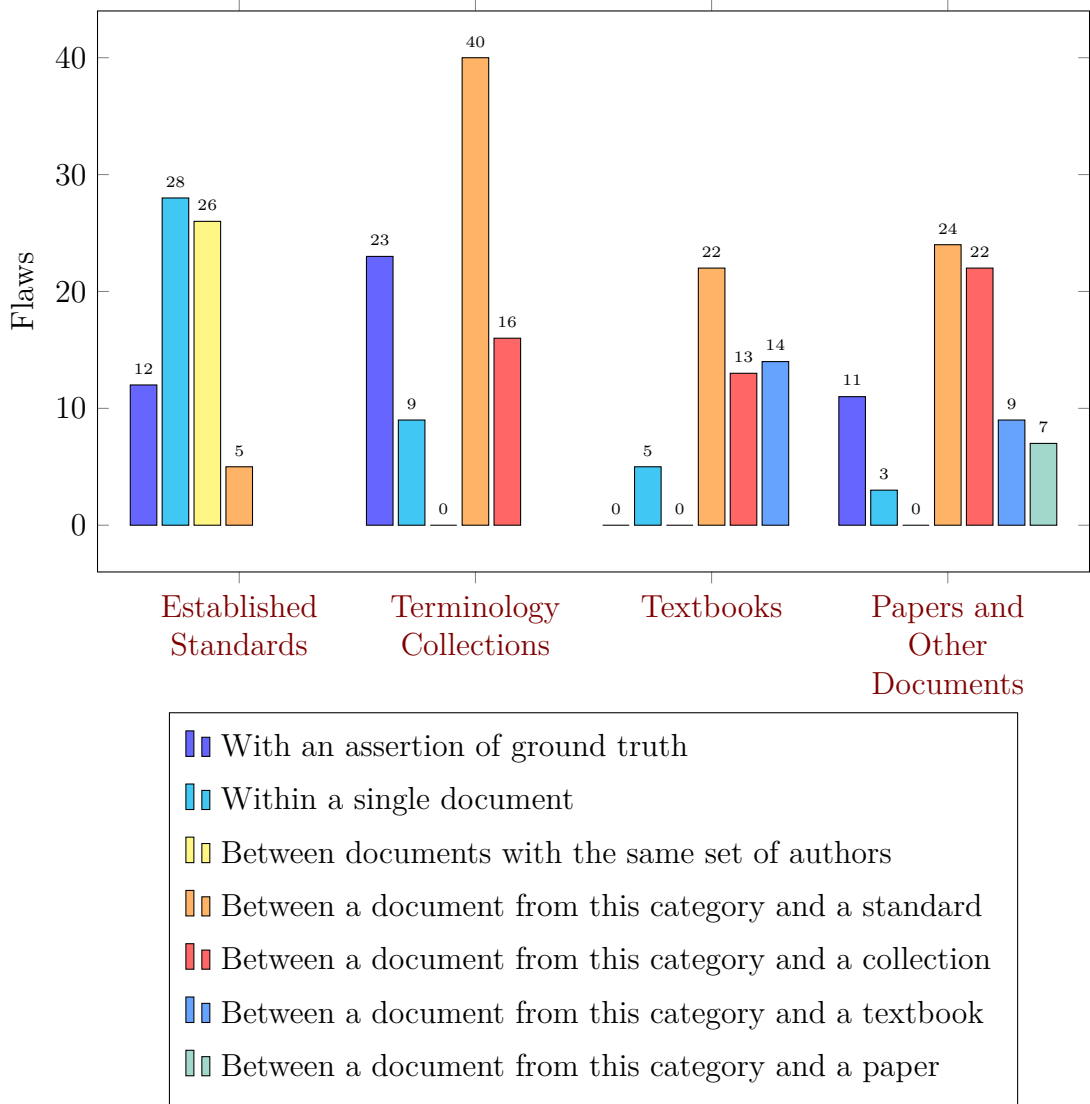 40
30
20
10
0
Flaws
12
28
26
5
23
9
0
40
16
0
5
0
22
13
14
11
3
0
24
22
9
7
Established
Standards
Terminology
Collections
Textbooks
Papers and
Other
Documents
With an assertion of ground truth
Within a single document
Between documents with the same set of authors
Between a document from this category and a standard
Between a document from this category and a collection
Between a document from this category and a textbook
Between a document from this category and a paper